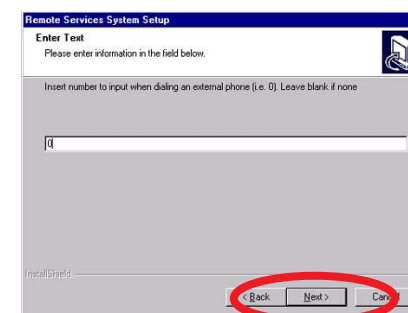 Remote Services System Setup
Enter Text
Please enter information in the field below.
Insert number to input when dialing an external phone (i.e. 0). Leave blank if none
0
InstallShield
< Back Next > Cancel